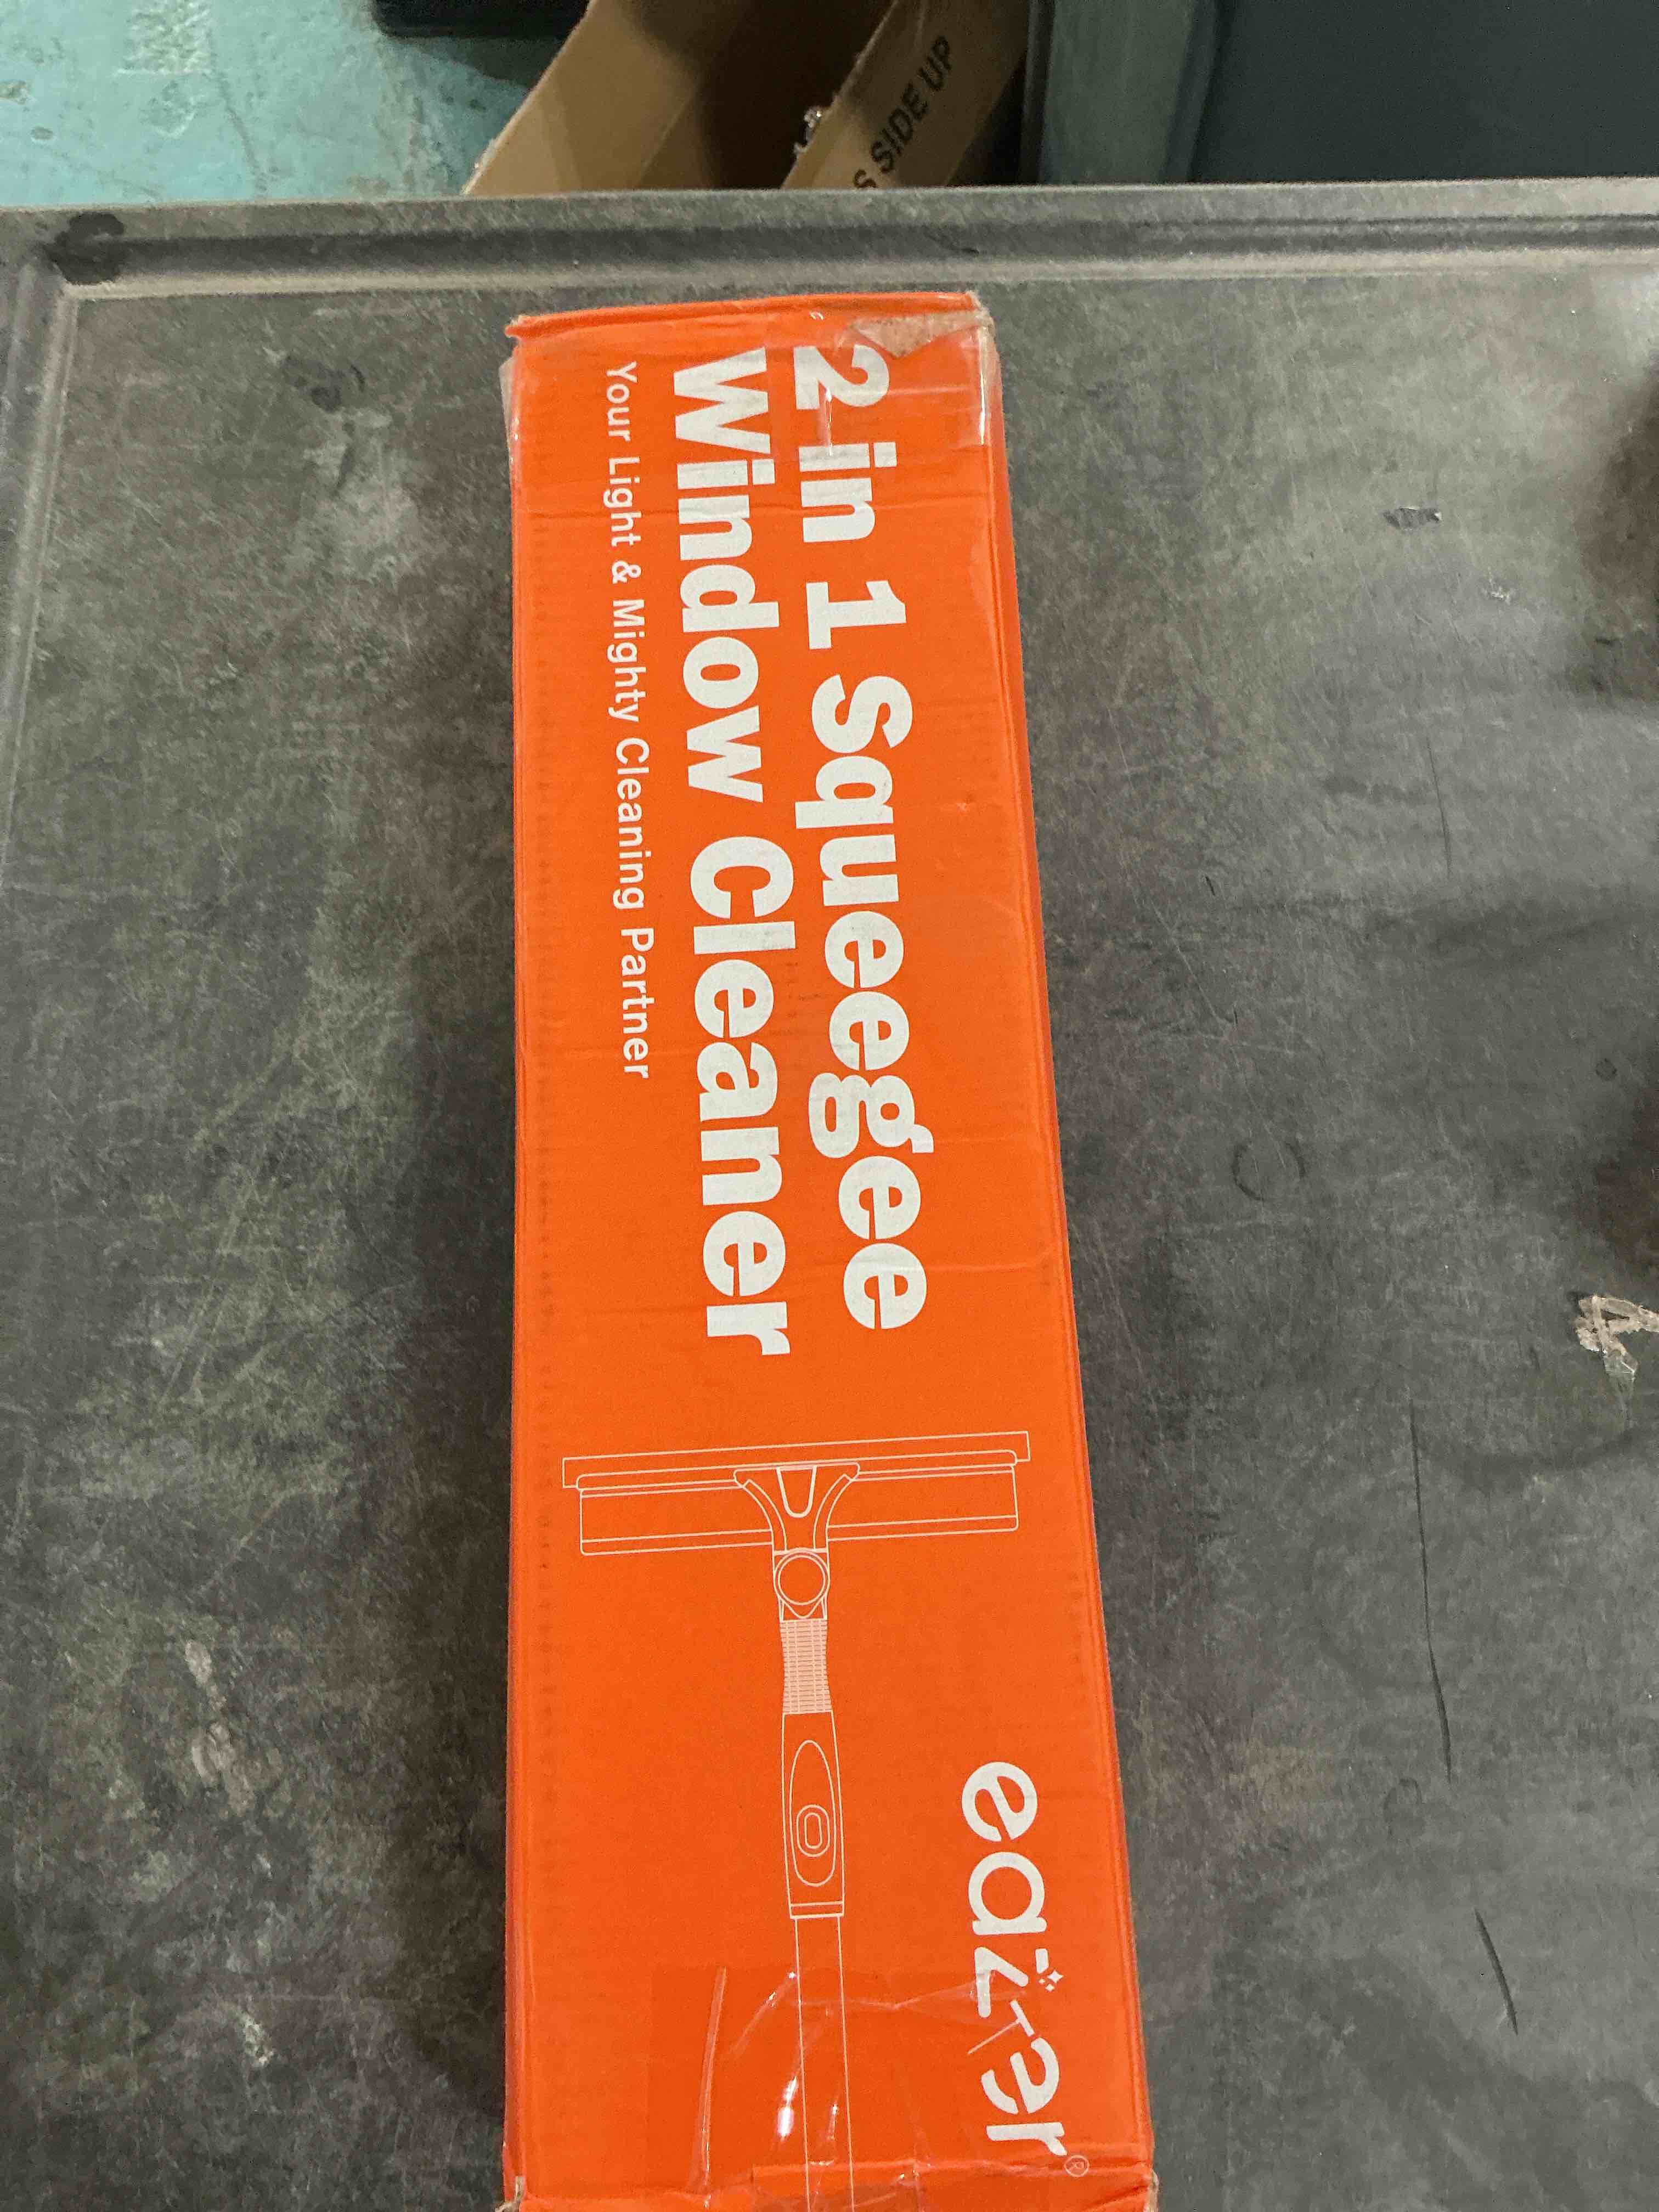 S SIDE UP
2 in 1 Squeegee
Window Cleaner
Your Light & Mighty Cleaning Partner
eazer®